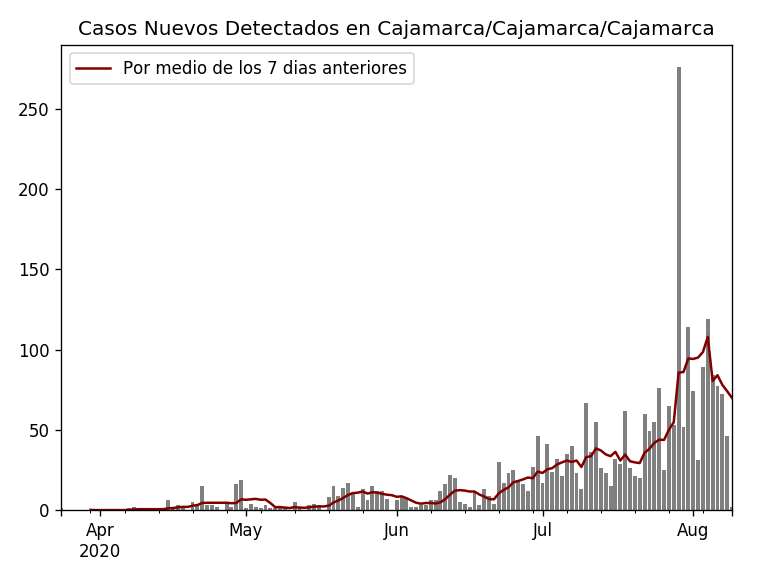 Casos Nuevos Detectados en Cajamarca/Cajamarca/Cajamarca
Por medio de los 7 dias anteriores
250
200
150
100
50
0
Apr May Jun Jul Aug
2020